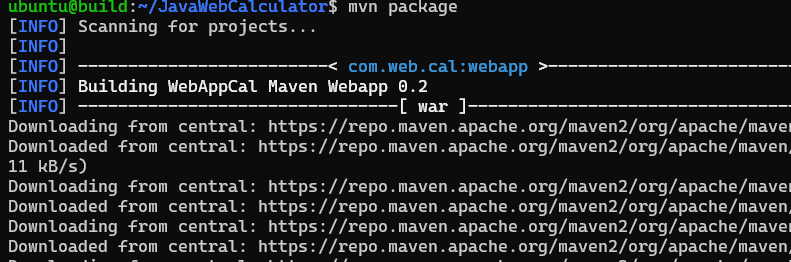 ubuntu@build:~/JavaWebCalculator$ mvn package
[INFO] Scanning for projects...
[INFO]
[INFO] --------------------------< com.web.cal:webapp >-------------------------
[INFO] Building WebAppCal Maven Webapp 0.2
[INFO] --------------------------------[ war ]---------------------------------
Downloading from central: https://repo.maven.apache.org/maven2/org/apache/maven
Downloaded from central: https://repo.maven.apache.org/maven2/org/apache/maven/
11 kB/s)
Downloading from central: https://repo.maven.apache.org/maven2/org/apache/maven
Downloaded from central: https://repo.maven.apache.org/maven2/org/apache/maven/
Downloading from central: https://repo.maven.apache.org/maven2/org/apache/maven
Downloaded from central: https://repo.maven.apache.org/maven2/org/apache/maven/